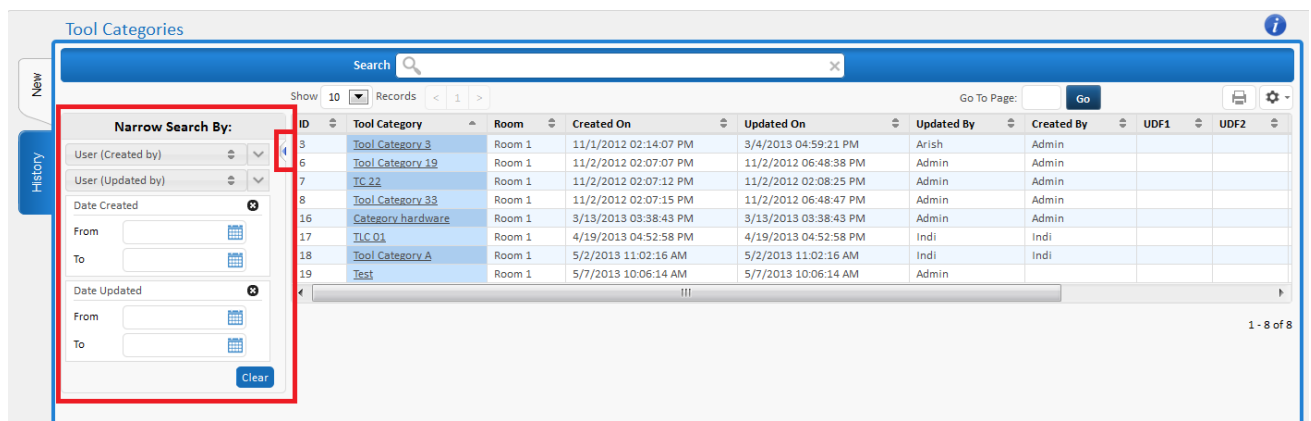 Tool Categories
i
New
History
Search
Show 10 Records < 1 > Go To Page: Go
Narrow Search By:
User (Created by)
User (Updated by)
Date Created
From
To
Date Updated
From
To
Clear
ID Tool Category Room Created On Updated On Updated By Created By UDF1 UDF2
3 Tool Category 3 Room 1 11/1/2012 02:14:07 PM 3/4/2013 04:59:21 PM Arish Admin
6 Tool Category 19 Room 1 11/2/2012 02:07:07 PM 11/2/2012 06:48:38 PM Admin Admin
7 TC 22 Room 1 11/2/2012 02:07:12 PM 11/2/2012 02:08:25 PM Admin Admin
8 Tool Category 33 Room 1 11/2/2012 02:07:15 PM 11/2/2012 06:48:47 PM Admin Admin
16 Category hardware Room 1 3/13/2013 03:38:43 PM 3/13/2013 03:38:43 PM Admin Admin
17 TLC 01 Room 1 4/19/2013 04:52:58 PM 4/19/2013 04:52:58 PM Indi Indi
18 Tool Category A Room 1 5/2/2013 11:02:16 AM 5/2/2013 11:02:16 AM Indi Indi
19 Test Room 1 5/7/2013 10:06:14 AM 5/7/2013 10:06:14 AM Admin
1 - 8 of 8